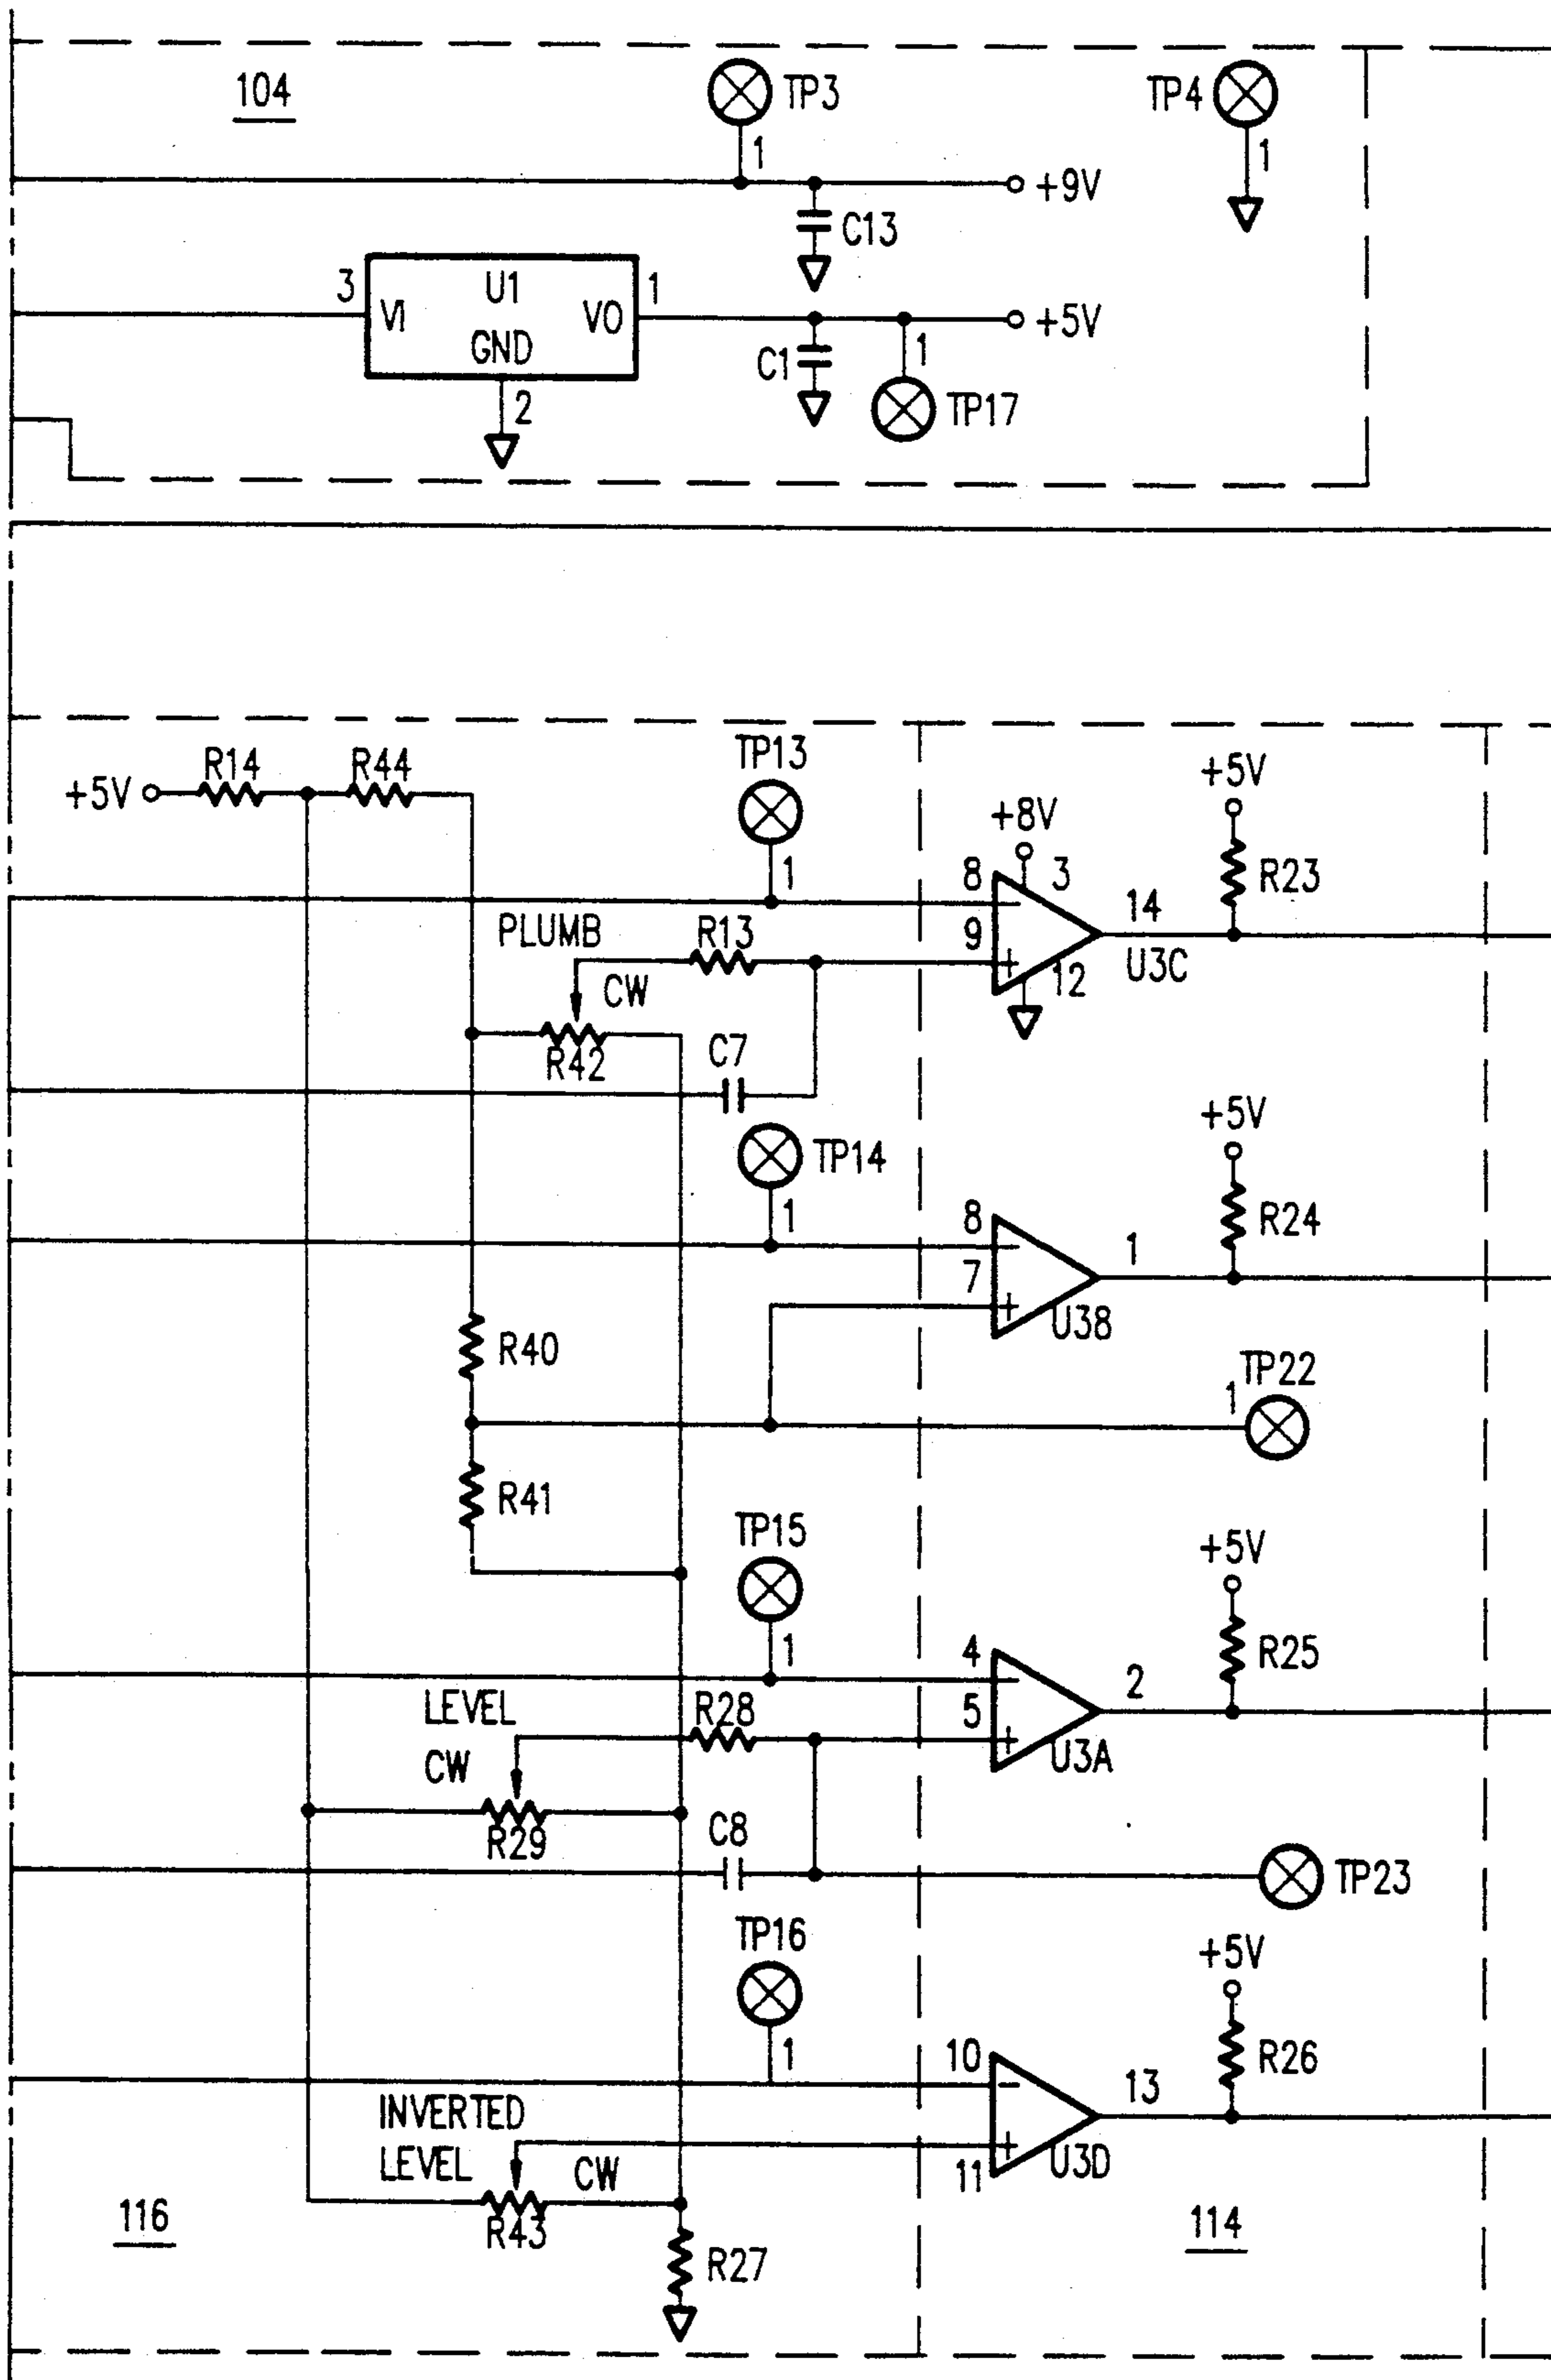 104
TP3
TP4
1
1
+9V
C13
3
U1
1
VI
VO
GND
+5V
C1
1
2
TP17
+5V
R14
R44
TP13
+5V
+8V
1
8
3
R23
PLUMB
R13
9
14
CW
12
U3C
R42
C7
+5V
TP14
1
8
1
R24
7
U38
R40
TP22
1
R41
TP15
+5V
1
4
2
R25
LEVEL
R28
5
CW
U3A
R29
C8
TP23
TP16
+5V
1
10
13
R26
INVERTED
LEVEL
CW
11
U3D
116
R43
114
R27